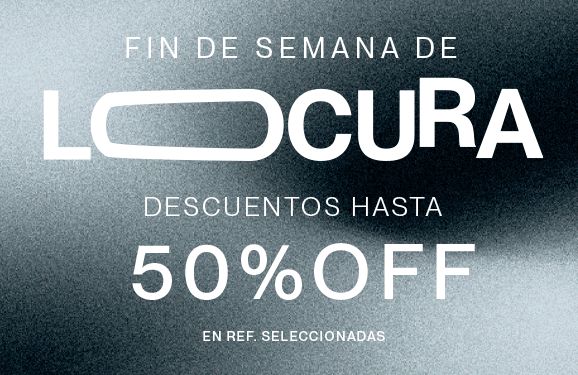 FIN DE SEMANA DE
LOCURA
DESCUENTOS HASTA
50%OFF
EN REF. SELECCIONADAS